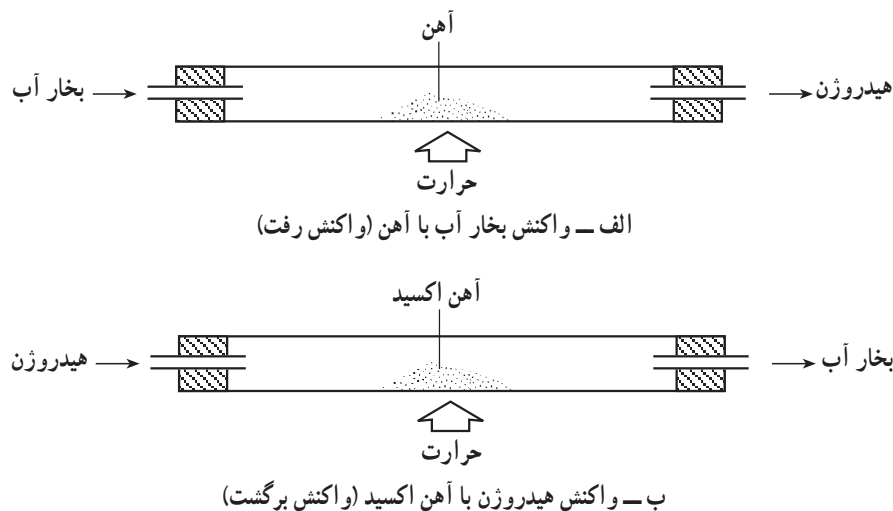 آهن
بخار آب
هیدروژن
حرارت
الف ــ واکنش بخار آب با آهن (واکنش رفت)
آهن اکسید
هیدروژن
بخار آب
حرارت
ب ــ واکنش هیدروژن با آهن اکسید (واکنش برگشت)